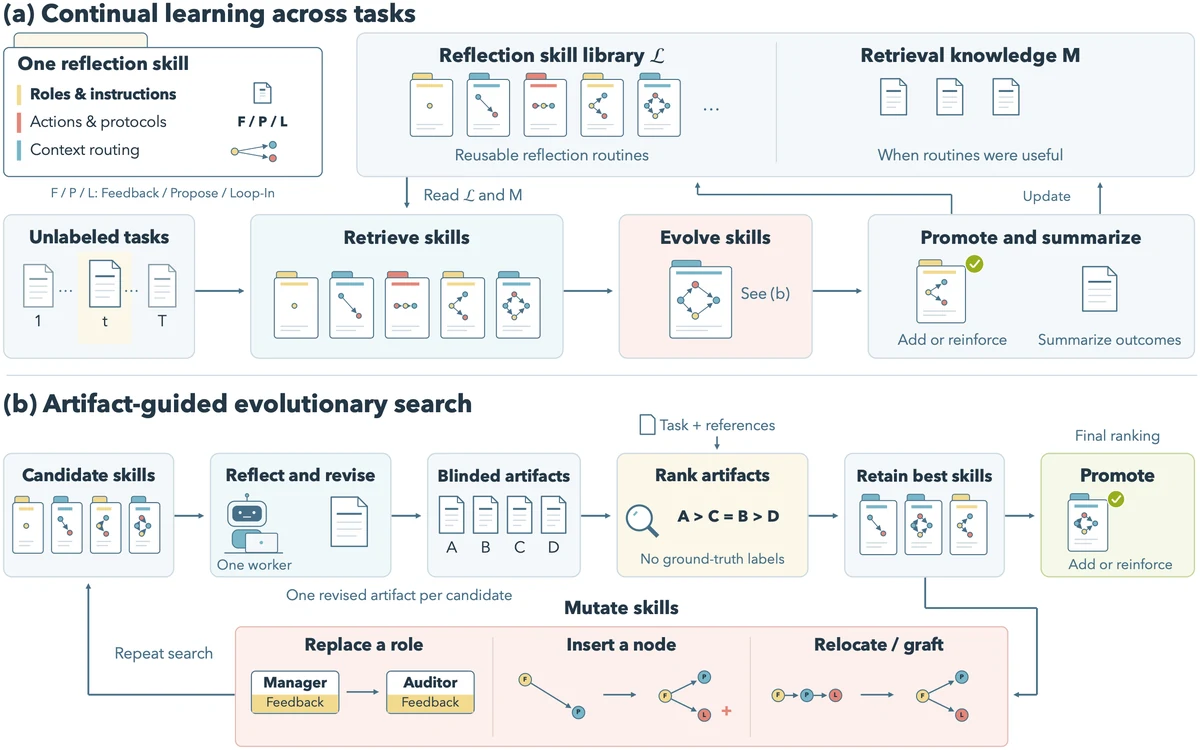 (a) Continual learning across tasks
One reflection skill
Roles & instructions
Actions & protocols
F / P / L
Context routing
F / P / L: Feedback / Propose / Loop-In
Reflection skill library ℒ
...
Reusable reflection routines
Retrieval knowledge M
When routines were useful
Read ℒ and M
Update
Unlabeled tasks
... ...
1 t T
Retrieve skills
Evolve skills
See (b)
Promote and summarize
Add or reinforce
Summarize outcomes
(b) Artifact-guided evolutionary search
Task + references
Final ranking
Candidate skills
Reflect and revise
One worker
Blinded artifacts
A B C D
Rank artifacts
A > C = B > D
No ground-truth labels
Retain best skills
Promote
Add or reinforce
One revised artifact per candidate
Mutate skills
Repeat search
Replace a role
Manager
Feedback
Auditor
Feedback
Insert a node
F
P
F
P
L
+
Relocate / graft
F P L
F
P
L